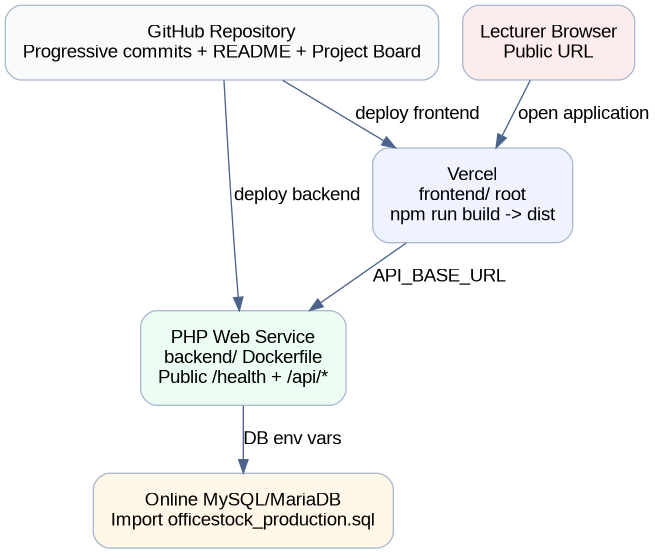 GitHub Repository
Progressive commits + README + Project Board
Lecturer Browser
Public URL
deploy frontend
open application
Vercel
frontend/ root
npm run build -> dist
deploy backend
API_BASE_URL
PHP Web Service
backend/ Dockerfile
Public /health + /api/*
DB env vars
Online MySQL/MariaDB
Import officestock_production.sql